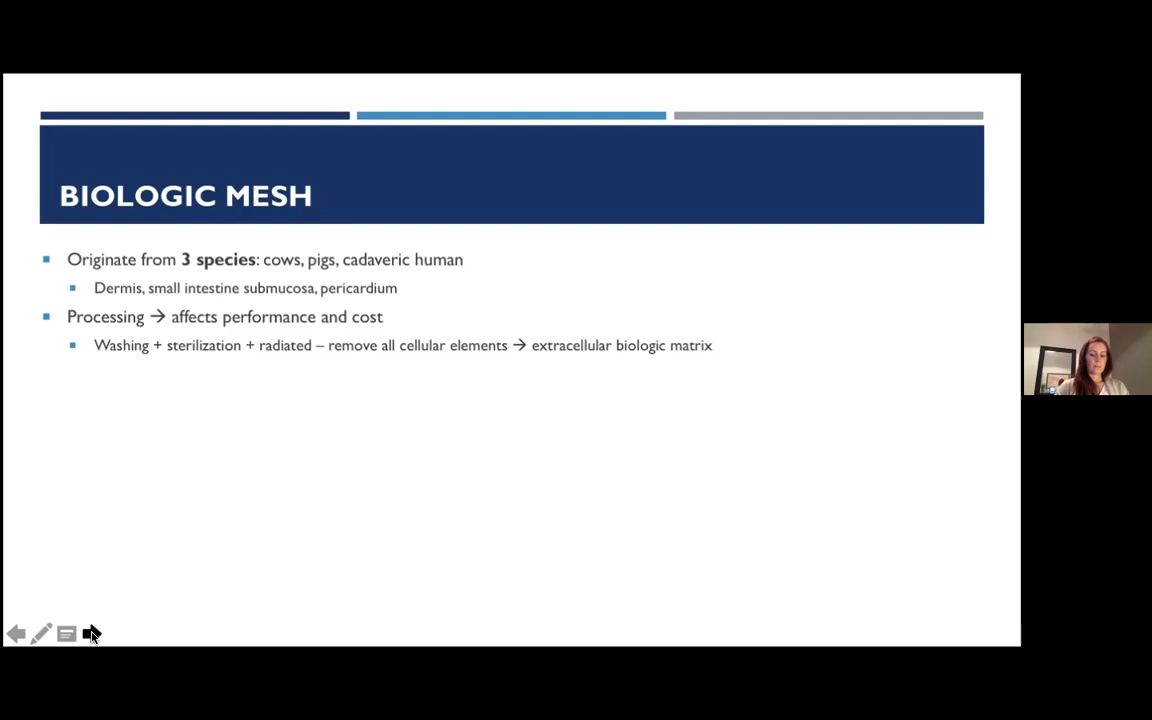 BIOLOGIC MESH
Originate from 3 species: cows, pigs, cadaveric human
Dermis, small intestine submucosa, pericardium
Processing → affects performance and cost
Washing + sterilization + radiated – remove all cellular elements → extracellular biologic matrix